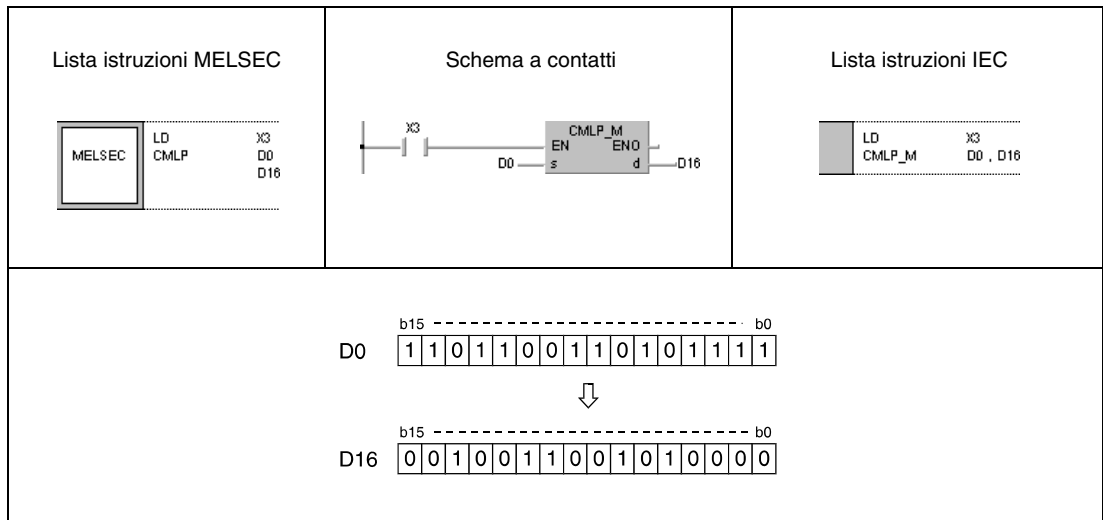 Lista istruzioni MELSEC
Schema a contatti
Lista istruzioni IEC
MELSEC
LD X3
CMLP D0
D16
X3
CMLP_M
EN ENO
D0 s d D16
LD X3
CMLP_M D0 , D16
b15 b0
D0 1 1 0 1 1 0 0 1 1 0 1 0 1 1 1 1
b15 b0
D16 0 0 1 0 0 1 1 0 0 1 0 1 0 0 0 0